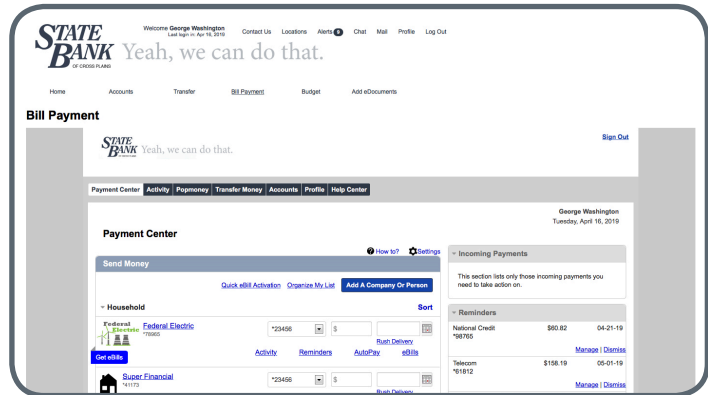 STATE BANK OF CROSS PLAINS
Yeah, we can do that.
Welcome George Washington
Last login in: Apr 16, 2019
Contact Us Locations Alerts 9 Chat Mail Profile Log Out
Home Accounts Transfer Bill Payment Budget Add eDocuments
Bill Payment
STATE BANK OF CROSS PLAINS
Yeah, we can do that.
Sign Out
Payment Center Activity Popmoney Transfer Money Accounts Profile Help Center
George Washington
Tuesday, April 16, 2019
Payment Center
? How to? Settings
Send Money
Quick eBill Activation Organize My List Add A Company Or Person
Household Sort
Federal Electric
Federal Electric
*78965
*23456 $
Rush Delivery
Get eBills
Activity Reminders AutoPay eBills
Super Financial
*41173
*23456 $
Rush Delivery
Incoming Payments
This section lists only those incoming payments you
need to take action on.
Reminders
National Credit $60.82 04-21-19
*98765
Manage | Dismiss
Telecom $158.19 05-01-19
*61812
Manage | Dismiss